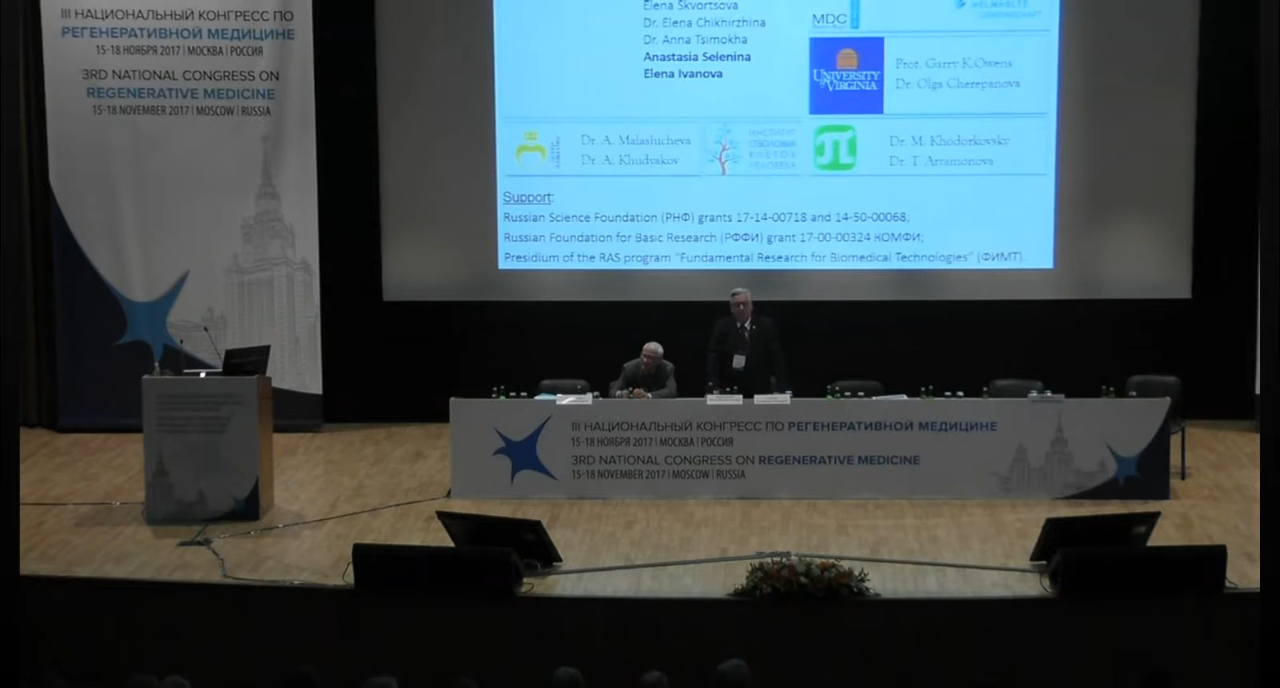 III НАЦИОНАЛЬНЫЙ КОНГРЕСС ПО
РЕГЕНЕРАТИВНОЙ МЕДИЦИНЕ
15-18 НОЯБРЯ 2017 | МОСКВА | РОССИЯ
3RD NATIONAL CONGRESS ON
REGENERATIVE MEDICINE
15-18 NOVEMBER 2017 | MOSCOW | RUSSIA
Elena Skvortsova
Dr. Elena Chikhirzhina
Dr. Anna Tsimokha
Anastasia Selenina
Elena Ivanova
MDC
HELMHOLTZ
UNIVERSITY
of VIRGINIA
Prof. Garry K.Owens
Dr. Olga Cherepanova
Dr. A. Malashicheva
Dr. A. Khudyakov
ИНСТИТУТ
СТВОЛОВЫХ
КЛЕТОК
ЧЕЛОВЕКА
Dr. M. Khodorkovsky
Dr. T. Artamonova
Support:
Russian Science Foundation (РНФ) grants 17-14-00718 and 14-50-00068;
Russian Foundation for Basic Research (РФФИ) grant 17-00-00324 КОМФИ;
Presidium of the RAS program "Fundamental Research for Biomedical Technologies" (ФИМТ).
III НАЦИОНАЛЬНЫЙ КОНГРЕСС ПО РЕГЕНЕРАТИВНОЙ МЕДИЦИНЕ
15-18 НОЯБРЯ 2017 | МОСКВА | РОССИЯ
3RD NATIONAL CONGRESS ON REGENERATIVE MEDICINE
15-18 NOVEMBER 2017 | MOSCOW | RUSSIA